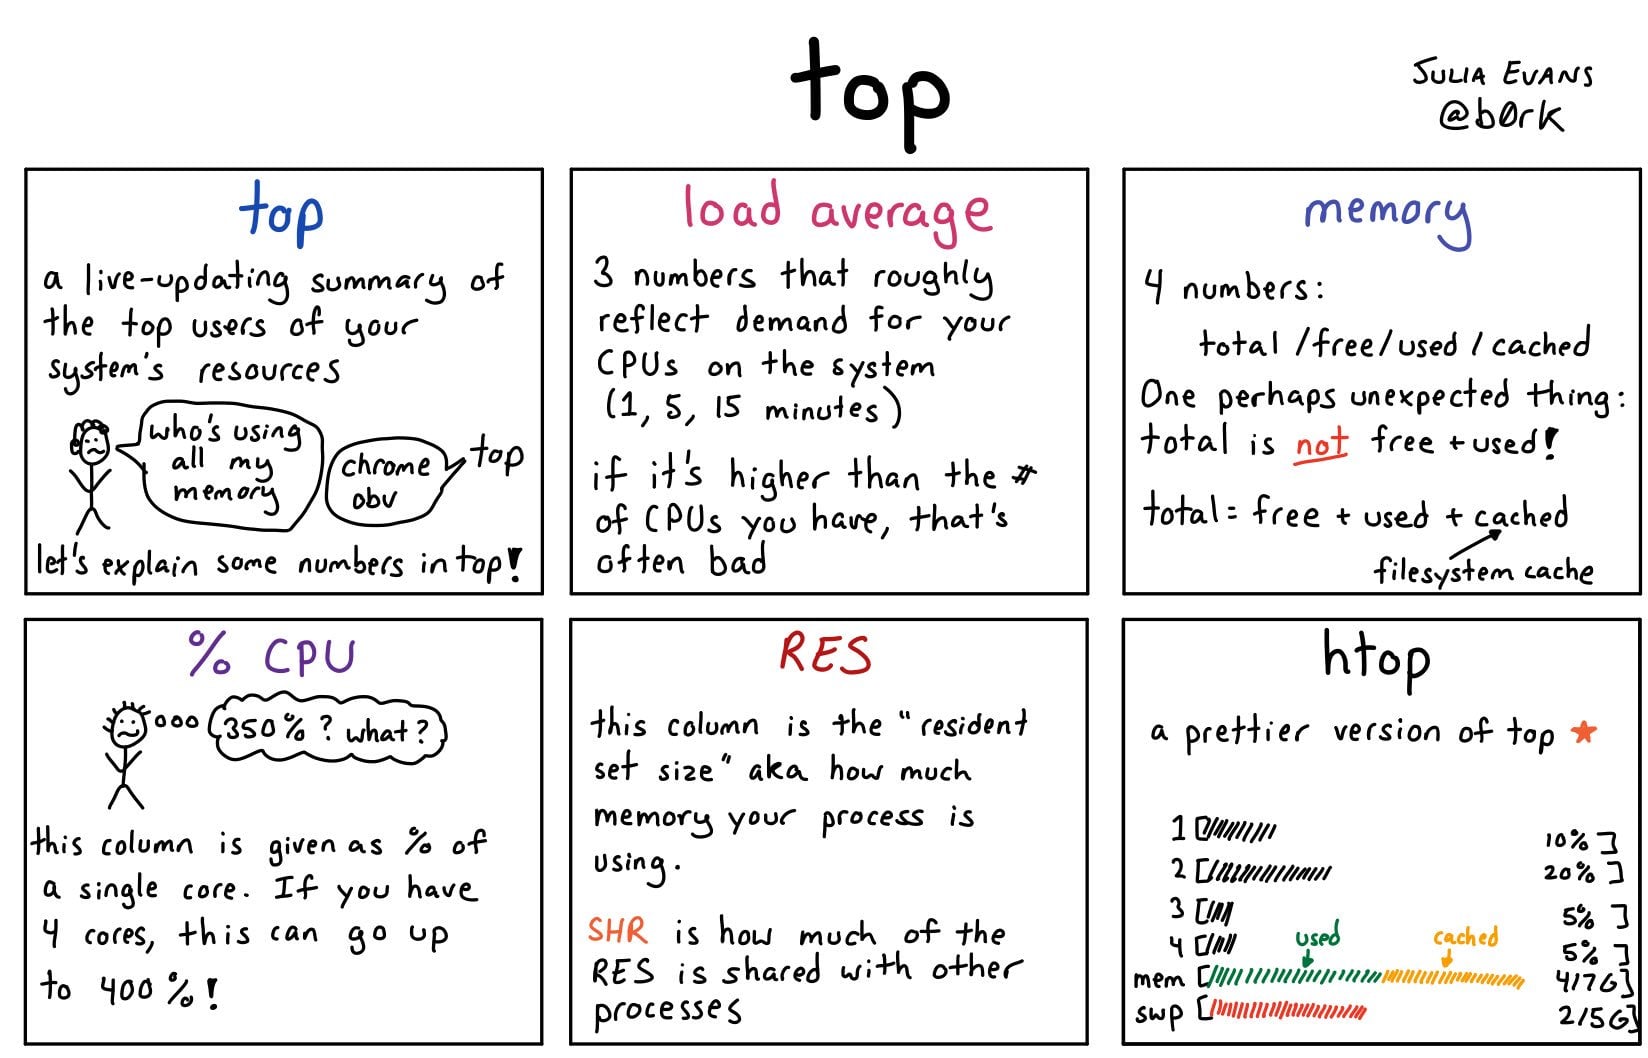 top
JULIA EVANS
@b0rk
top
a live-updating summary of
the top users of your
system's resources
who's using
all my
memory
chrome
obv
top
let's explain some numbers in top!
load average
3 numbers that roughly
reflect demand for your
CPUs on the system
(1, 5, 15 minutes)
if it's higher than the #
of CPUs you have, that's
often bad
memory
4 numbers:
total /free/used / cached
One perhaps unexpected thing:
total is not free + used!
total = free + used + cached
filesystem cache
% CPU
350% ? what?
this column is given as % of
a single core. If you have
4 cores, this can go up
to 400 %!
RES
this column is the "resident
set size" aka how much
memory your process is
using.
SHR is how much of the
RES is shared with other
processes
htop
a prettier version of top
1 [ 10% ]
2 [ 20% ]
3 [ 5% ]
4 [ 5% ]
used cached
mem [ 4/7G]
swp [ 2/5G]